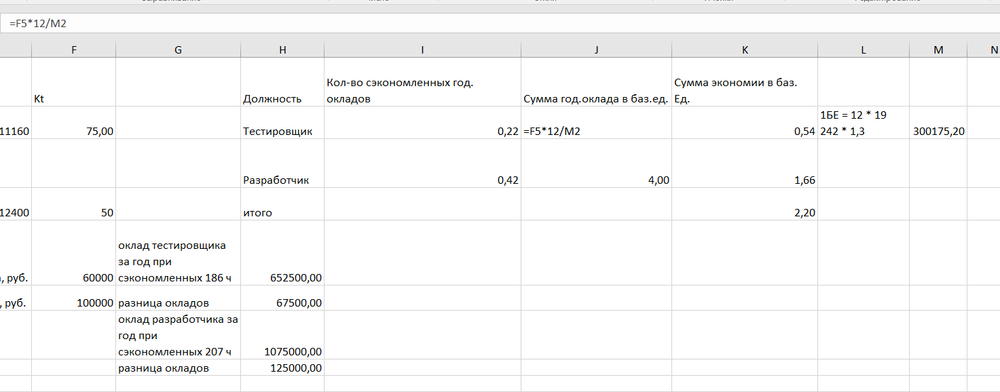 =F5*12/M2
F G H I J K L M N
Kt
Должность
Кол-во сэкономленных год.
окладов
Сумма год.оклада в баз.ед.
Сумма экономии в баз.
Ед.
11160 75,00
Тестировщик
0,22
=F5*12/M2
0,54
1БЕ = 12 * 19
242 * 1,3
300175,20
Разработчик 0,42 4,00 1,66
12400 50 итого 2,20
, руб. 60000
оклад тестировщика
за год при
сэкономленных 186 ч
652500,00
, руб. 100000 разница окладов 67500,00
оклад разработчика за
год при
сэкономленных 207 ч
1075000,00
разница окладов 125000,00